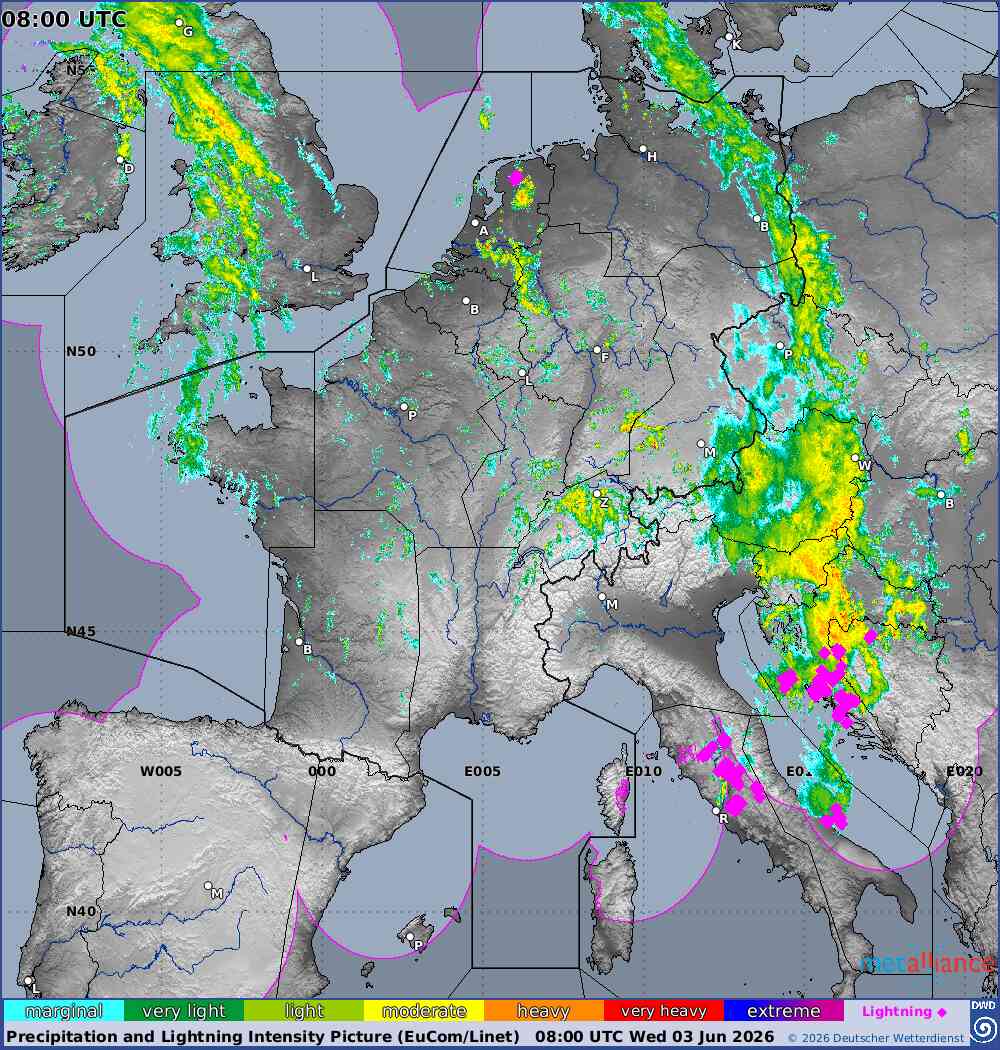 08:00 UTC
G
K
N55
D
H
A
B
L
B
N50
F
P
L
P
M
W
Z
B
M
N45
B
W005
000
E005
E010
E020
R
M
N40
P
L
metalliance
marginal very light light moderate heavy very heavy extreme Lightning
DWD
Precipitation and Lightning Intensity Picture (EuCom/Linet) 08:00 UTC Wed 03 Jun 2026 © 2026 Deutscher Wetterdienst